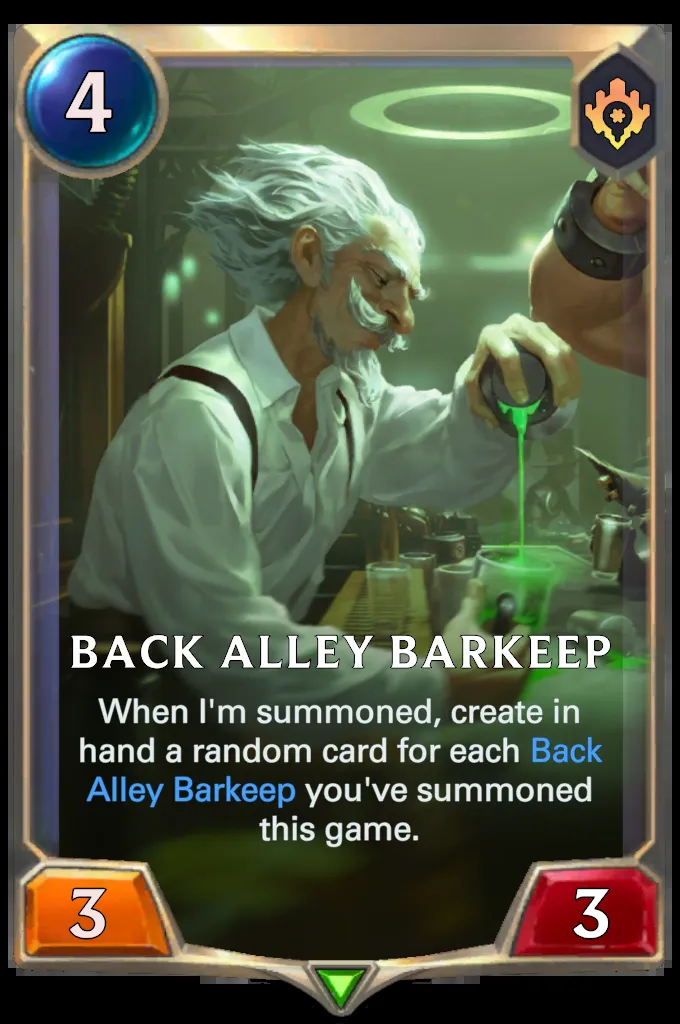 4
BACK ALLEY BARKEEP
When I'm summoned, create in
hand a random card for each Back
Alley Barkeep you've summoned
this game.
3
3